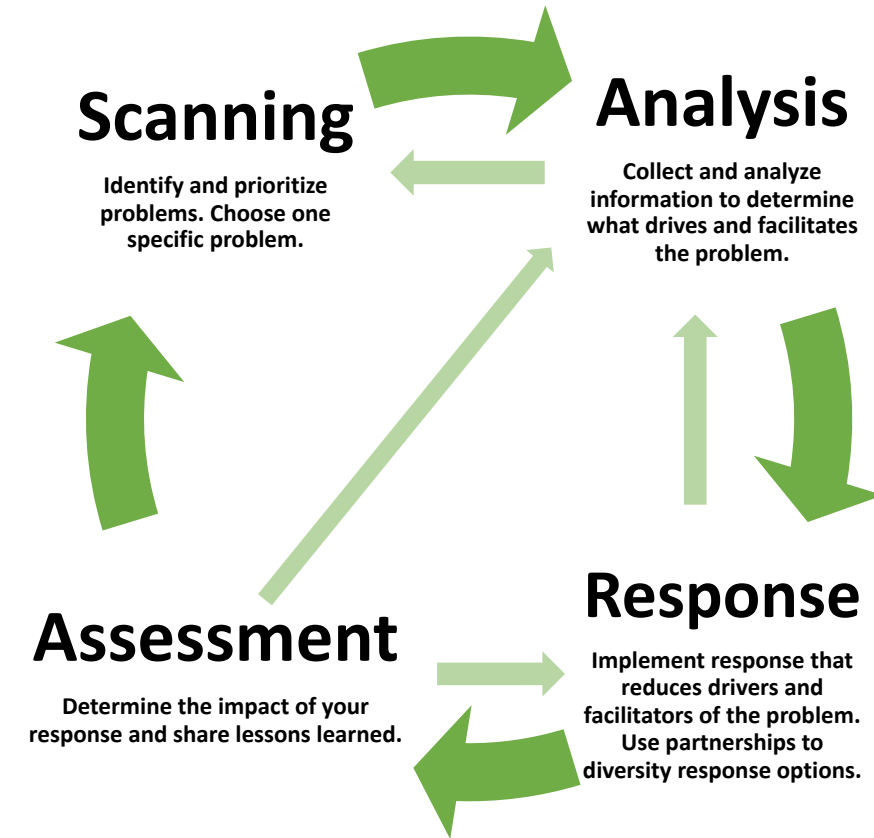 Scanning
Identify and prioritize
problems. Choose one
specific problem.
Analysis
Collect and analyze
information to determine
what drives and facilitates
the problem.
Response
Implement response that
reduces drivers and
facilitators of the problem.
Use partnerships to
diversity response options.
Assessment
Determine the impact of your
response and share lessons learned.